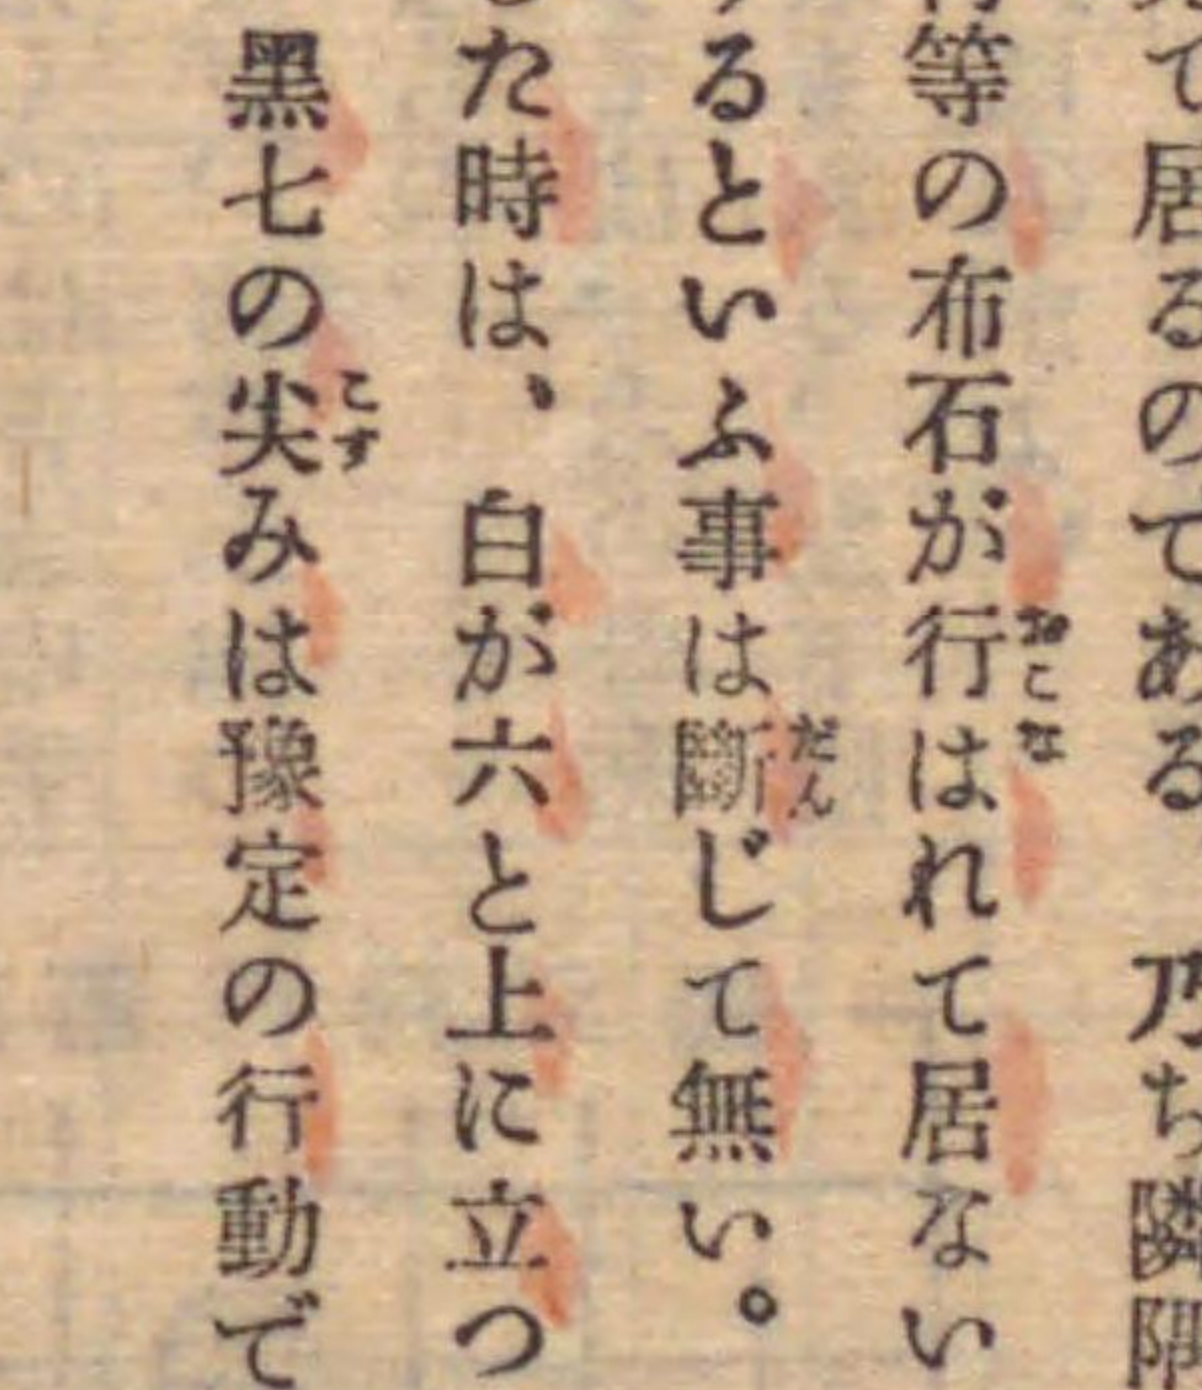 て居るのてある 乃ち隣隅
等の布石が行はれて居ない
るといふ事は斷じて無い。
た時は、白が六と上に立つ
黑七の尖みは豫定の行動で